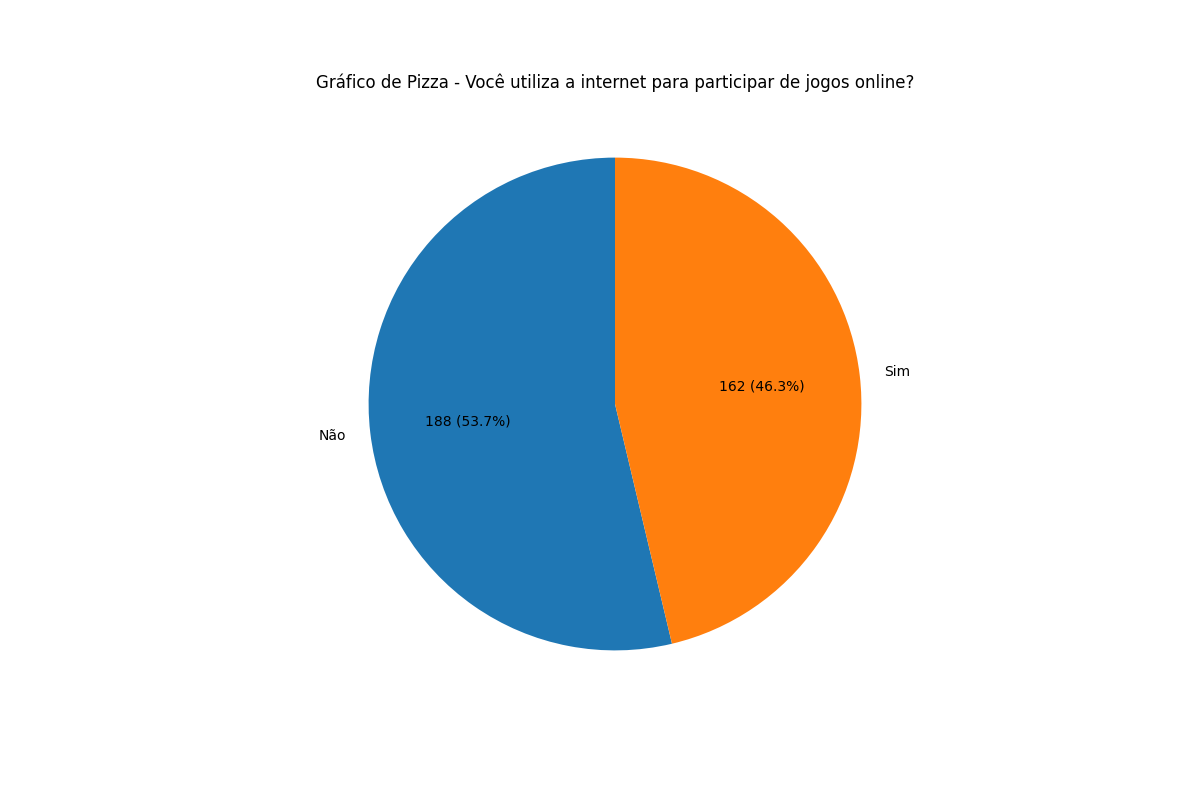 Gráfico de Pizza - Você utiliza a internet para participar de jogos online?
Sim
162 (46.3%)
188 (53.7%)
Não